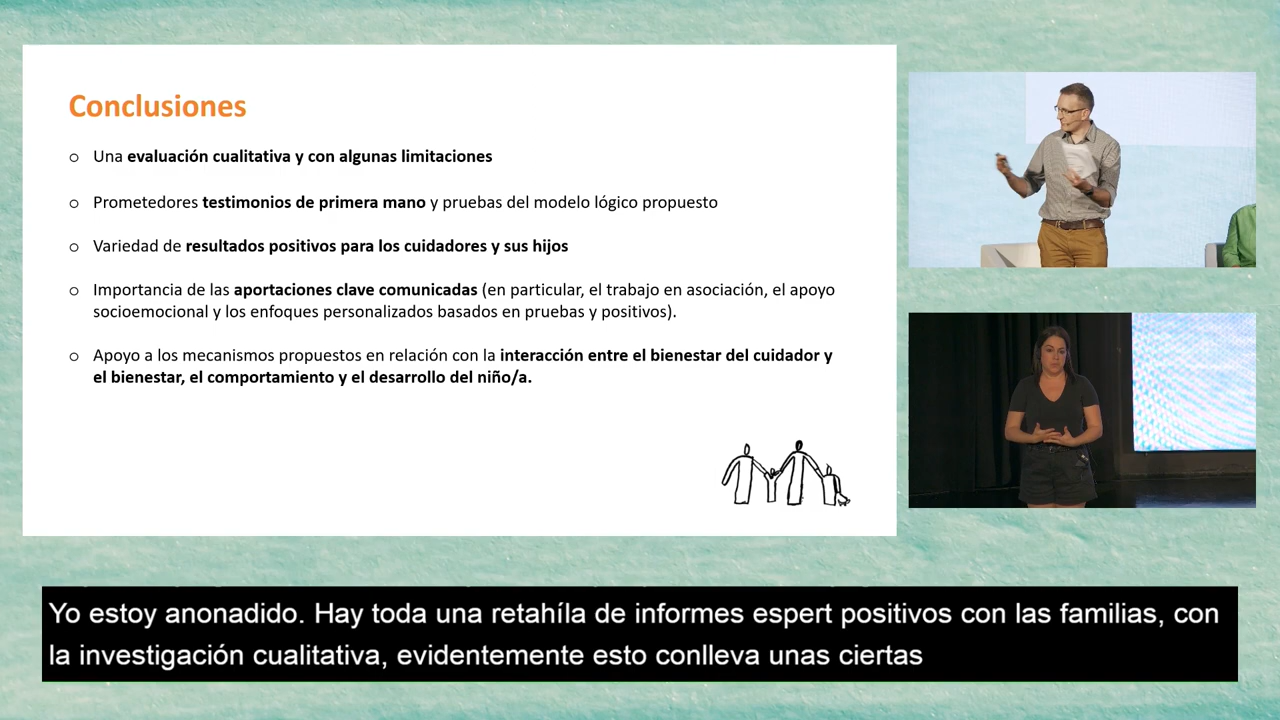 Conclusiones
Una evaluación cualitativa y con algunas limitaciones
Prometedores testimonios de primera mano y pruebas del modelo lógico propuesto
Variedad de resultados positivos para los cuidadores y sus hijos
Importancia de las aportaciones clave comunicadas (en particular, el trabajo en asociación, el apoyo
socioemocional y los enfoques personalizados basados en pruebas y positivos).
Apoyo a los mecanismos propuestos en relación con la interacción entre el bienestar del cuidador y
el bienestar, el comportamiento y el desarrollo del niño/a.
Yo estoy anonadido. Hay toda una retahíla de informes espert positivos con las familias, con
la investigación cualitativa, evidentemente esto conlleva unas ciertas